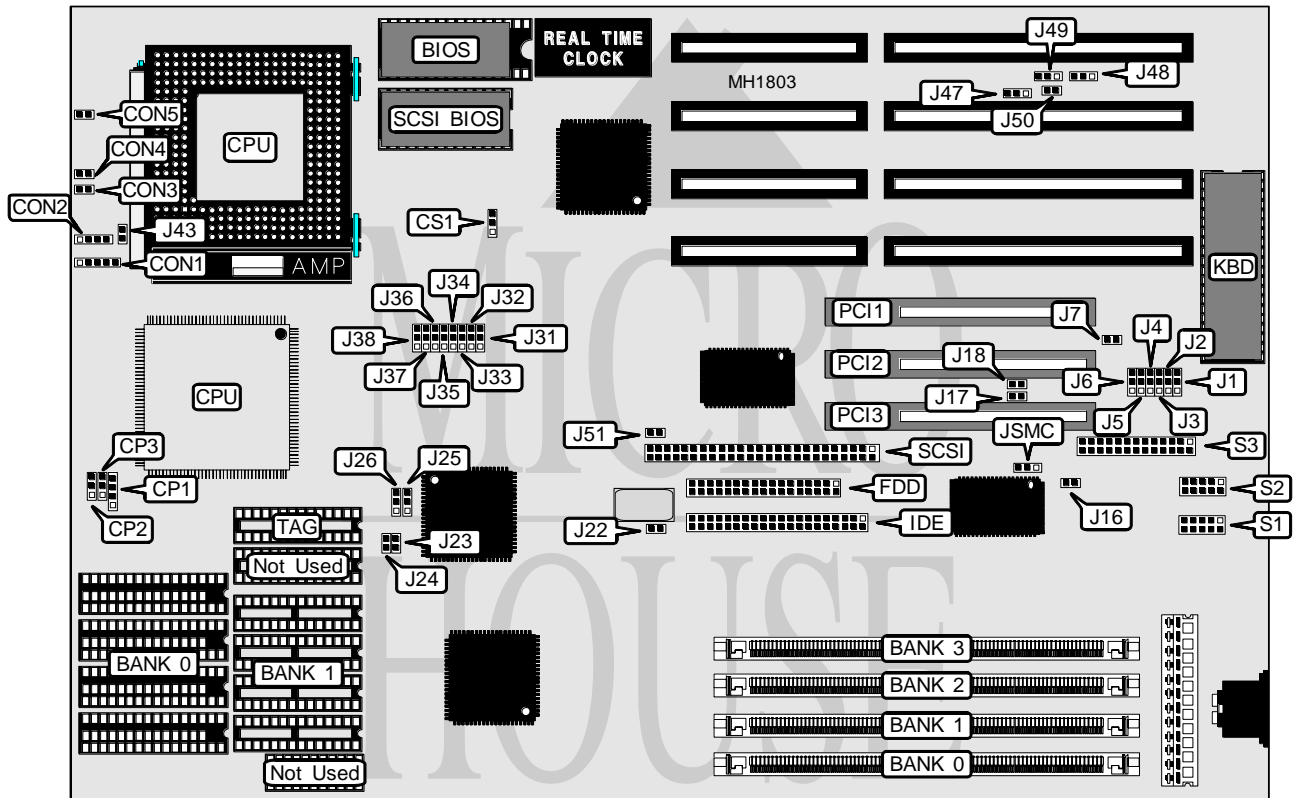 BIOS
REAL TIME
CLOCK
J49
J48
MH1803
J47
J50
SCSI BIOS
CON5
CPU
CON4
CON3
CON2
J43
CS1
CON1
AMP
KBD
J34
J36
J32
J38
J31
J37
J33
J35
PCI1
J7
J4
J2
PCI2
J18
J6
J1
CPU
J17
J5
J3
PCI3
J51
JSMC
SCSI
S3
CP3
J26
J25
CP1
FDD
S2
CP2
TAG
J22
IDE
J16
S1
J23
Not Used
J24
MICRO
HOUSE
BANK 0
BANK 1
BANK 3
BANK 2
BANK 1
BANK 0
Not Used